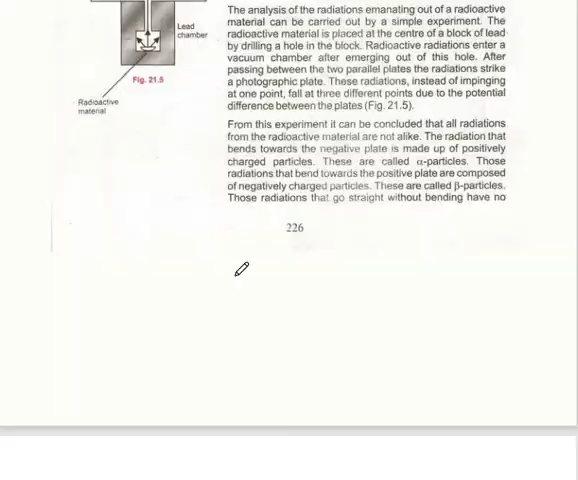 Lead
chamber
Fig. 21.5
Radioactive
material
The analysis of the radiations emanating out of a radioactive
material can be carried out by a simple experiment. The
radioactive material is placed at the centre of a block of lead
by drilling a hole in the block. Radioactive radiations enter a
vacuum chamber after emerging out of this hole. After
passing between the two parallel plates the radiations strike
a photographic plate. These radiations, instead of impinging
at one point, fall at three different points due to the potential
difference between the plates (Fig. 21.5).
From this experiment it can be concluded that all radiations
from the radioactive material are not alike. The radiation that
bends towards the negative plate is made up of positively
charged particles. These are called α-particles. Those
radiations that bend towards the positive plate are composed
of negatively charged particles. These are called β-particles.
Those radiations that go straight without bending have no
226